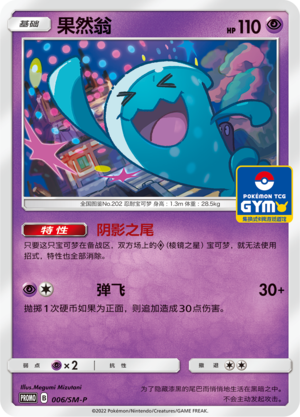 基础 果然翁 HP 110
全国图鉴No.202 忍耐宝可梦 身高：1.3m 体重：28.5kg
POKÉMON TCG
GYM
特性 阴影之尾
只要这只宝可梦在备战区，双方场上的◇（棱镜之星）宝可梦，就无法使用
招式，特性也全部消除。
弹飞 30+
抛掷1次硬币如果为正面，则追加造成30点伤害。
弱点 ×2 抗性
撤退
Illus. Megumi Mizutani
PROMO 006/SM-P
为了隐藏漆黑的尾巴而悄悄地生活在黑暗之中。
不会主动发起攻击。
©2022 Pokémon/Nintendo/Creatures/GAME FREAK.